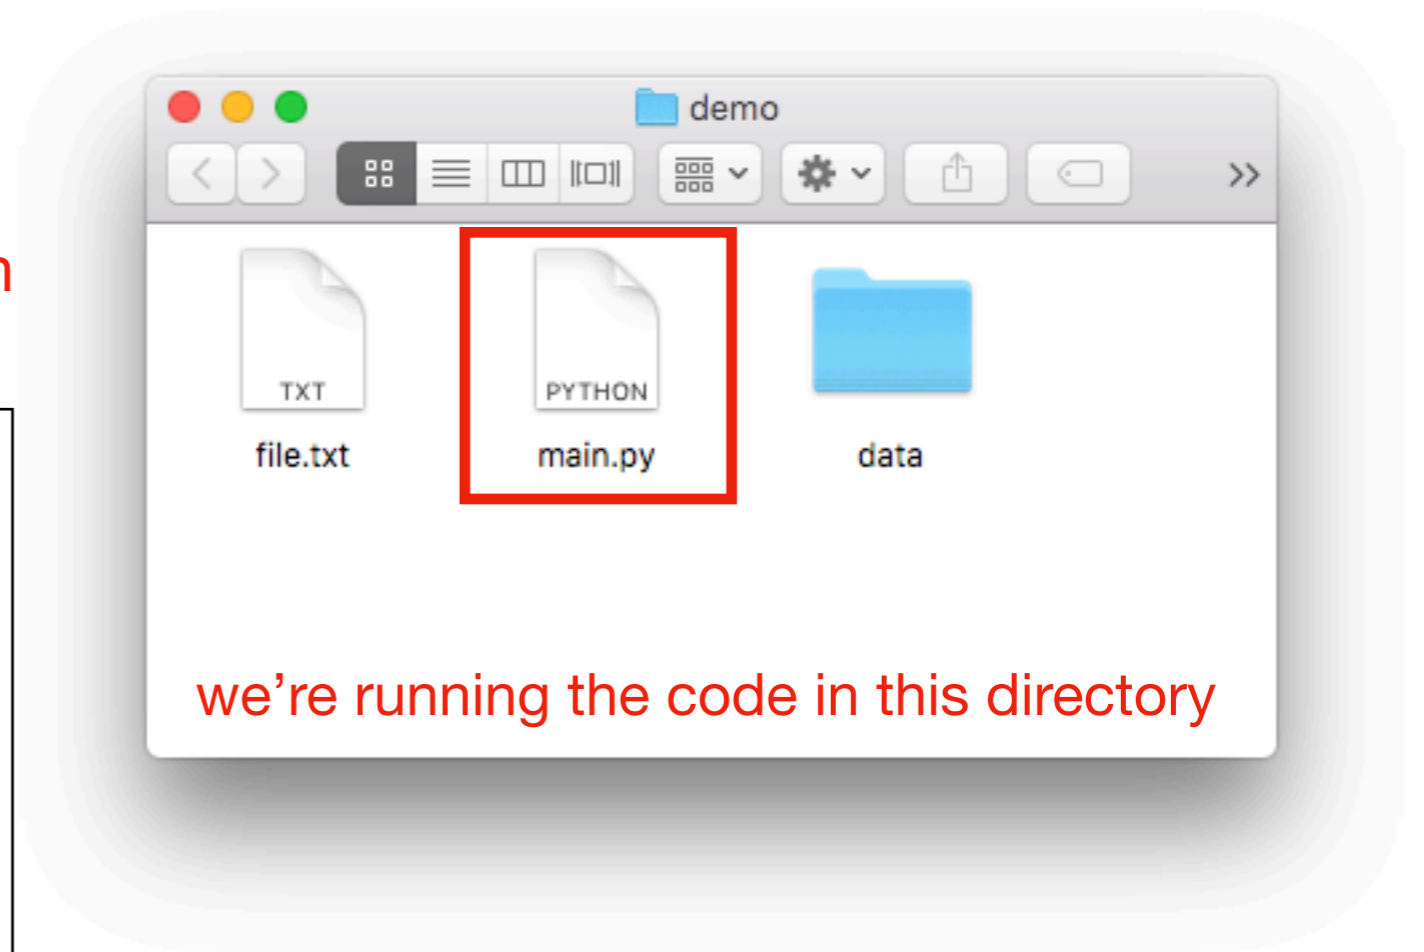 demo
TXT
PYTHON
file.txt
main.py
data
we're running the code in this directory